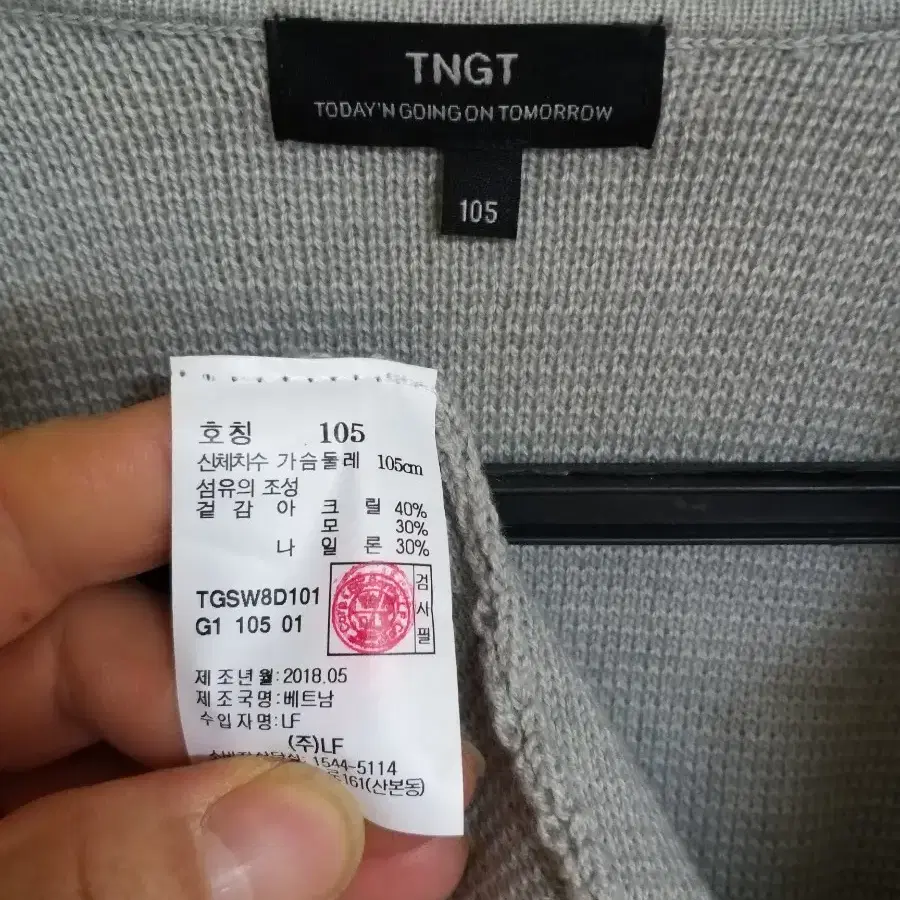 TNGT
TODAY'N GOING ON TOMORROW
105
호칭 105
신체치수 가슴둘레 105cm
섬유의 조성
겉감 아크릴 40%
모 30%
나일론 30%
TGSW8D101
G1 105 01
검사필
제조년월:2018.05
제조국명:베트남
수입자명:LF
(주)LF
1544-5114
161(산본동)